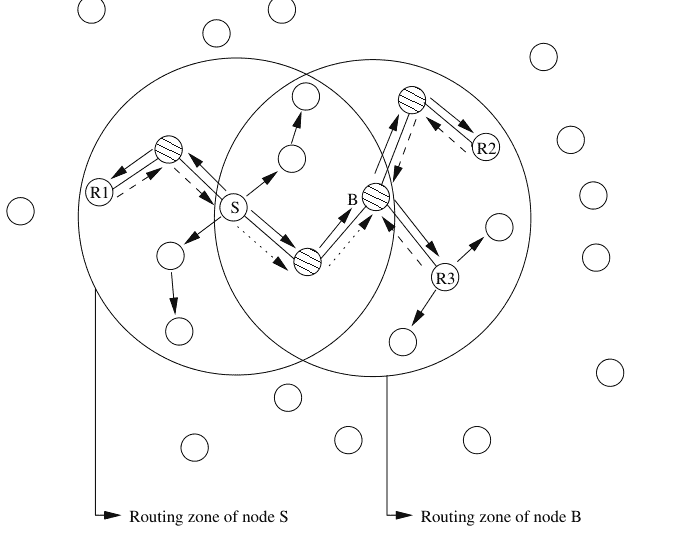 R2
R1
B
S
R3
Routing zone of node S
Routing zone of node B